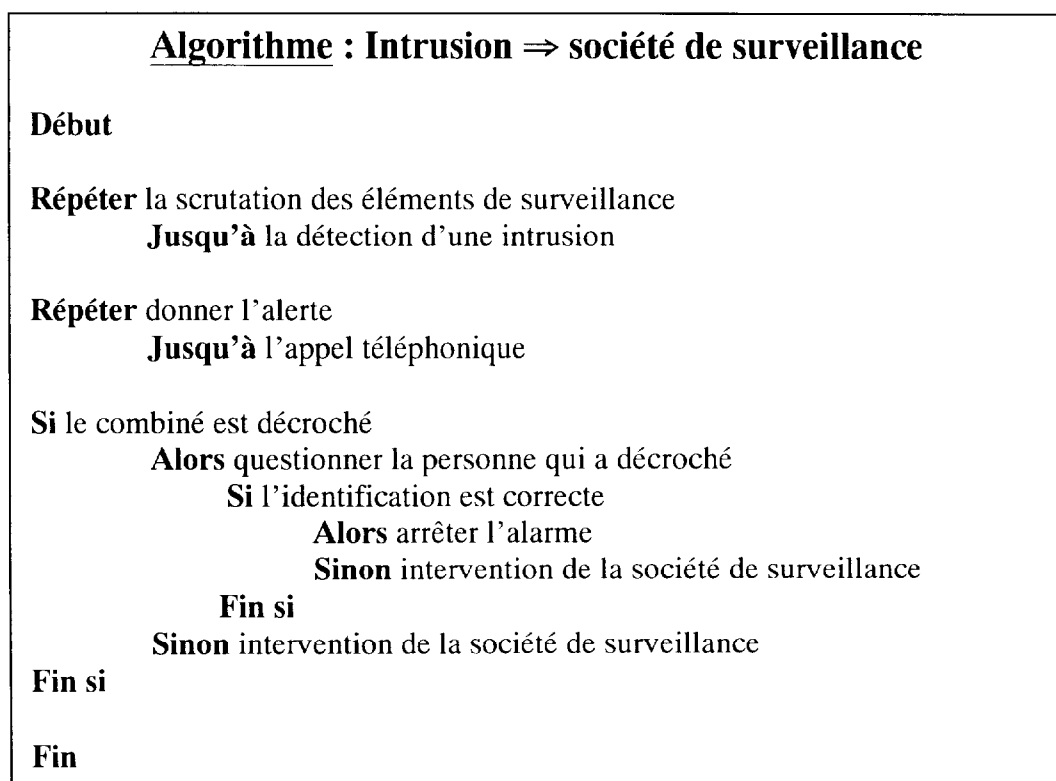 Algorithme : Intrusion ⇒ société de surveillance
Début
Répéter la scrutation des éléments de surveillance
Jusqu'à la détection d'une intrusion
Répéter donner l'alerte
Jusqu'à l'appel téléphonique
Si le combiné est décroché
Alors questionner la personne qui a décroché
Si l'identification est correcte
Alors arrêter l'alarme
Sinon intervention de la société de surveillance
Fin si
Sinon intervention de la société de surveillance
Fin si
Fin